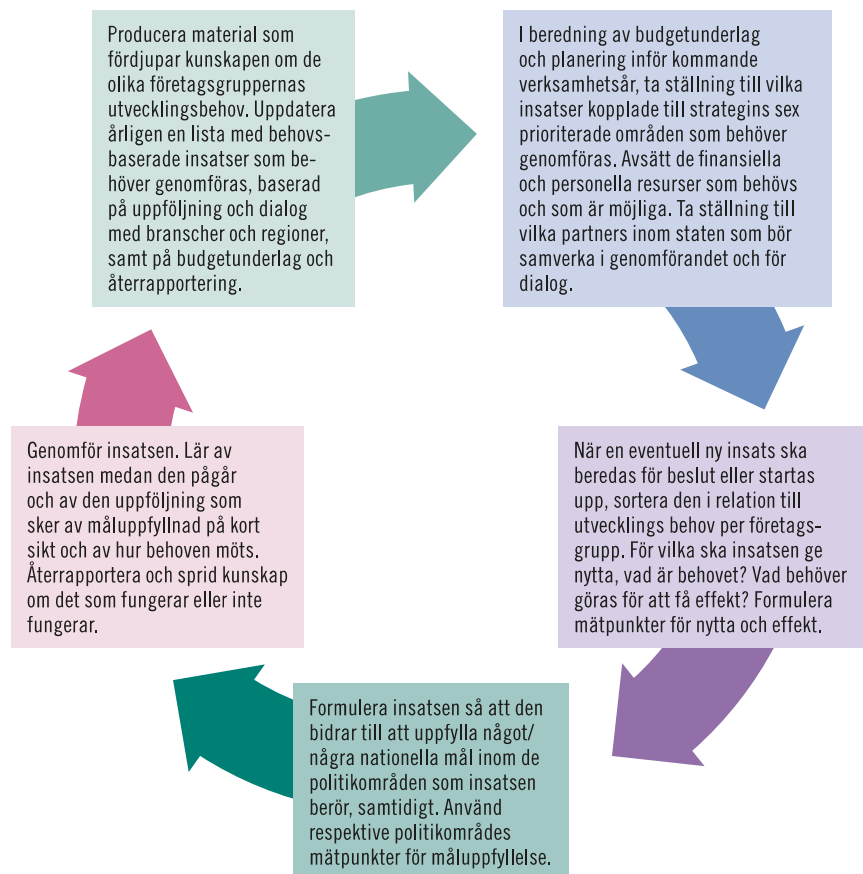 Producera material som
fördjupar kunskapen om de
olika företagsgruppernas
utvecklingsbehov. Uppdatera
årligen en lista med behovs-
baserade insatser som be-
höver genomföras, baserad
på uppföljning och dialog
med branscher och regioner,
samt på budgetunderlag och
återrapportering.
I beredning av budgetunderlag
och planering inför kommande
verksamhetsår, ta ställning till vilka
insatser kopplade till strategins sex
prioriterade områden som behöver
genomföras. Avsätt de finansiella
och personella resurser som behövs
och som är möjliga. Ta ställning till
vilka partners inom staten som bör
samverka i genomförandet och för
dialog.
När en eventuell ny insats ska
beredas för beslut eller startas
upp, sortera den i relation till
utvecklings behov per företags-
grupp. För vilka ska insatsen ge
nytta, vad är behovet? Vad behöver
göras för att få effekt? Formulera
mätpunkter för nytta och effekt.
Formulera insatsen så att den
bidrar till att uppfylla något/
några nationella mål inom de
politikområden som insatsen
berör, samtidigt. Använd
respektive politikområdes
mätpunkter för måluppfyllelse.
Genomför insatsen. Lär av
insatsen medan den pågår
och av den uppföljning som
sker av måluppfyllnad på kort
sikt och av hur behoven möts.
Återrapportera och sprid kunskap
om det som fungerar eller inte
fungerar.